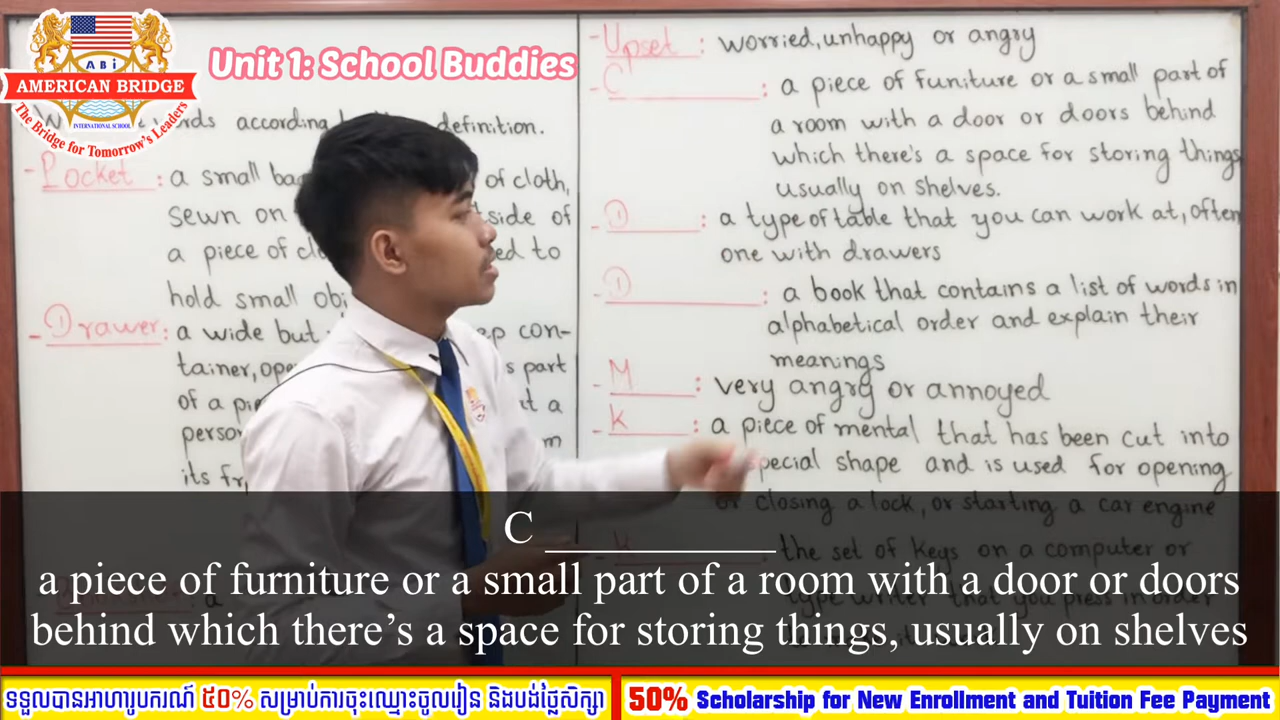 ABi
AMERICAN BRIDGE
INTERNATIONAL SCHOOL
The Bridge for Tomorrow's Leaders
Unit 1: School Buddies
according definition.
- Pocket : a small of cloth,
sewn on side of
a piece of to
hold small
- Drawer : a wide but con-
tainer, part
of a a
its
- Upset : worried, unhappy or angry
- C : a piece of funiture or a small part of
a room with a door or doors behind
which there's a space for storing things
usually on shelves.
- D : a type of table that you can work at, often
one with drawers
- D : a book that contains a list of words in
alphabetical order and explain their
meanings
- M : very angry or annoyed
- K : a piece of mental that has been cut into
special shape and is used for opening
or closing a lock, or starting a car engine
- K : the set of keys on a computer or
type writer that you press in order
C ____________
a piece of furniture or a small part of a room with a door or doors
behind which there's a space for storing things, usually on shelves
ទទួលបានអាហារូបករណ៍ ៥០% សម្រាប់ការចុះឈ្មោះចូលរៀន និងបង់ថ្លៃសិក្សា
50% Scholarship for New Enrollment and Tuition Fee Payment